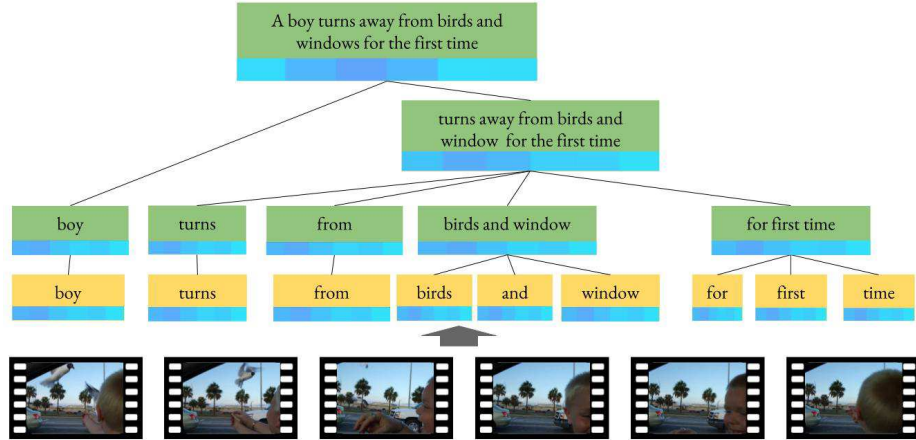 A boy turns away from birds and
windows for the first time
turns away from birds and
window for the first time
boy
turns
from
birds and window
for first time
boy
turns
from
birds
and
window
for
first
time